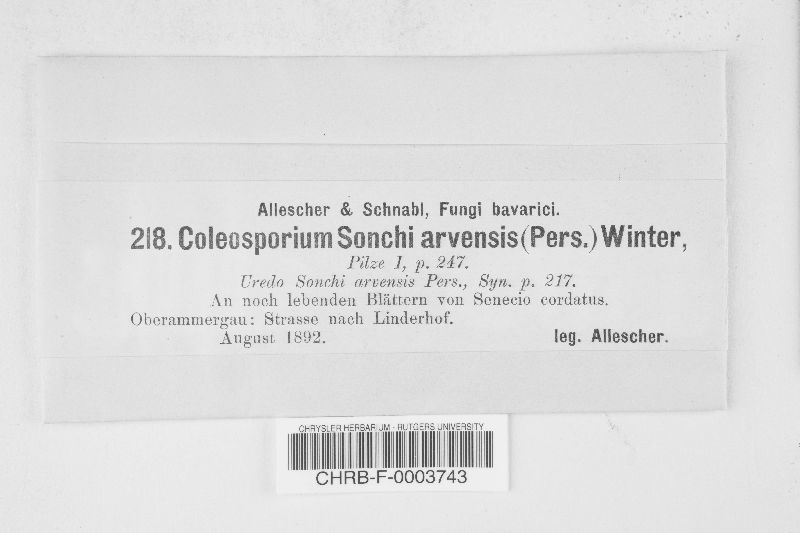 Allescher & Schnabl, Fungi bavarici.
218. Coleosporium Sonchi arvensis (Pers.) Winter,
Pilze I, p. 247.
Uredo Sonchi arvensis Pers., Syn. p. 217.
An noch lebenden Blättern von Senecio cordatus.
Oberammergau: Strasse nach Linderhof.
August 1892. leg. Allescher.
CHRYSLER HERBARIUM - RUTGERS UNIVERSITY
CHRB-F-0003743